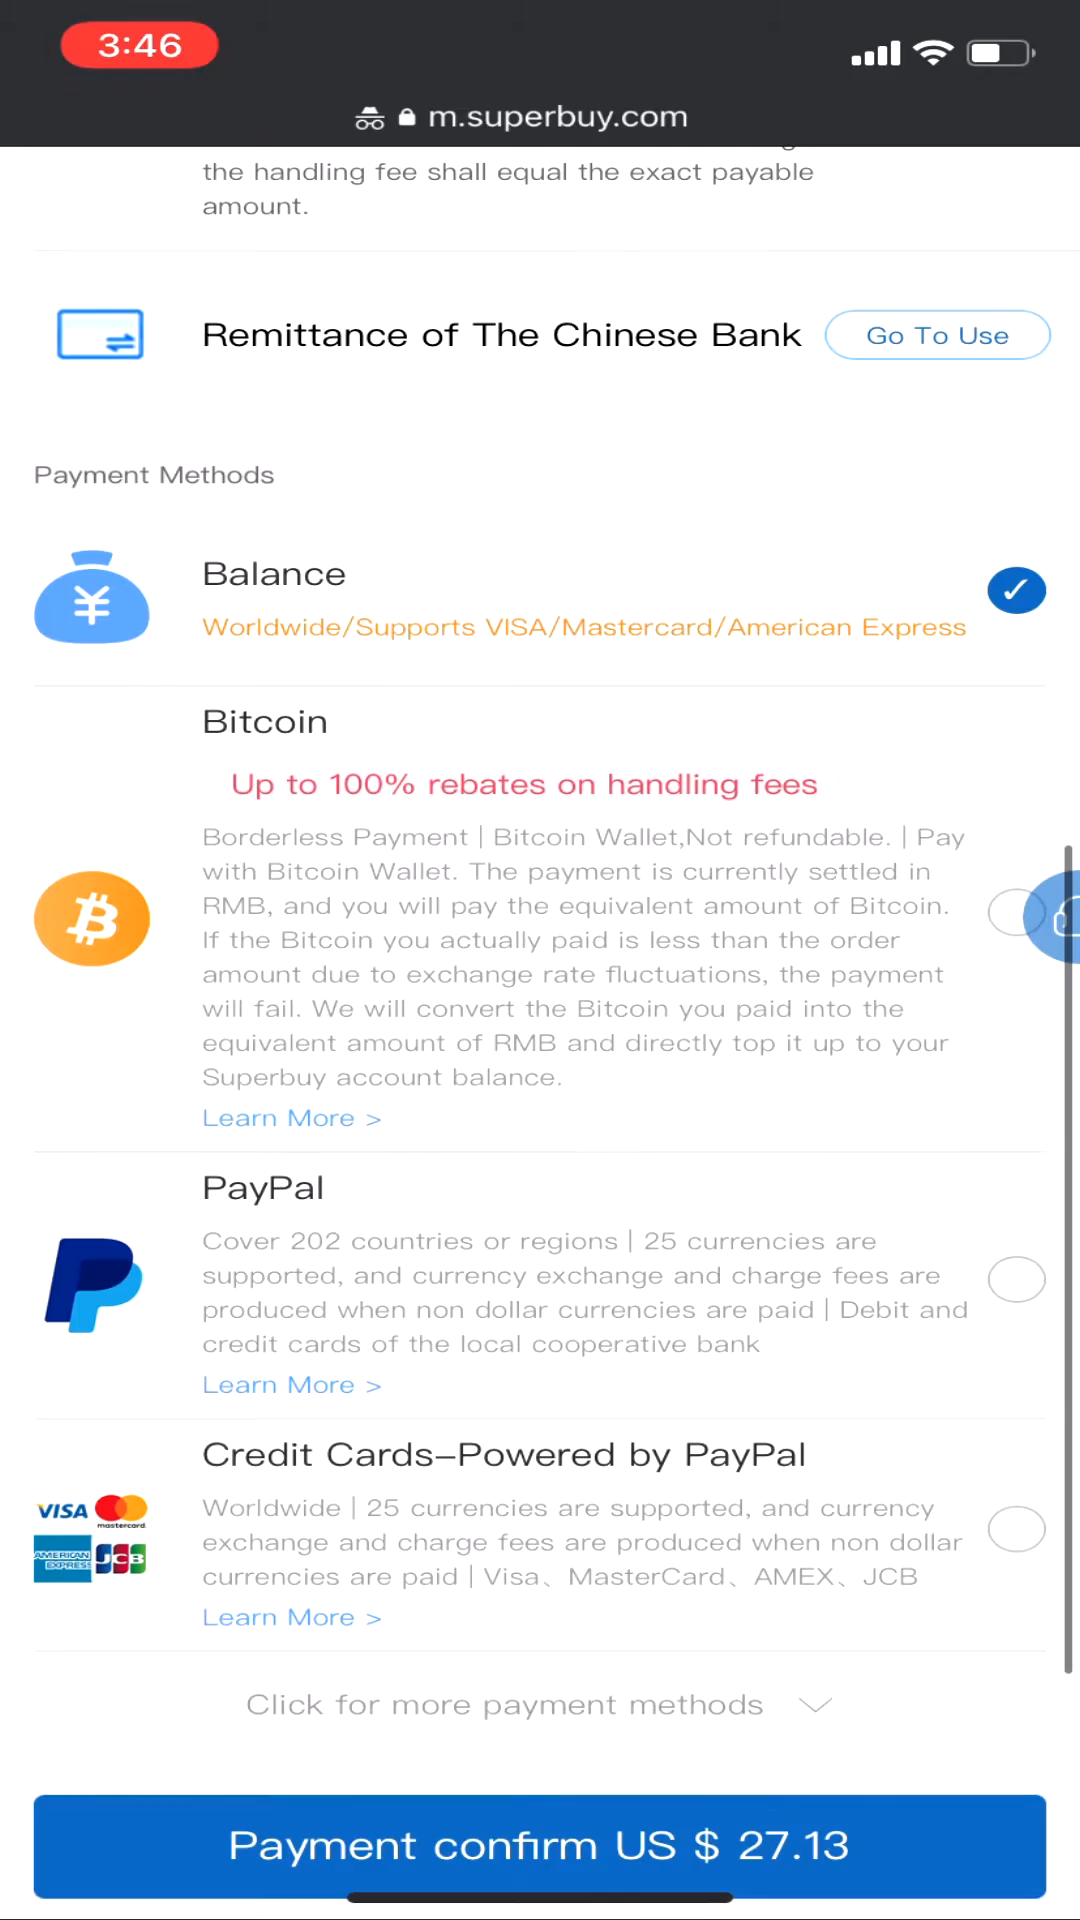 3:46
m.superbuy.com
the handling fee shall equal the exact payable
amount.
Remittance of The Chinese Bank
Go To Use
Payment Methods
¥
Balance
Worldwide/Supports VISA/Mastercard/American Express
Bitcoin
Up to 100% rebates on handling fees
Borderless Payment | Bitcoin Wallet,Not refundable. | Pay
with Bitcoin Wallet. The payment is currently settled in
RMB, and you will pay the equivalent amount of Bitcoin.
If the Bitcoin you actually paid is less than the order
amount due to exchange rate fluctuations, the payment
will fail. We will convert the Bitcoin you paid into the
equivalent amount of RMB and directly top it up to your
Superbuy account balance.
Learn More >
PayPal
Cover 202 countries or regions | 25 currencies are
supported, and currency exchange and charge fees are
produced when non dollar currencies are paid | Debit and
credit cards of the local cooperative bank
Learn More >
Credit Cards–Powered by PayPal
VISA
mastercard.
AMERICAN
EXPRESS
JCB
Worldwide | 25 currencies are supported, and currency
exchange and charge fees are produced when non dollar
currencies are paid | Visa、MasterCard、AMEX、JCB
Learn More >
Click for more payment methods
Payment confirm US $ 27.13